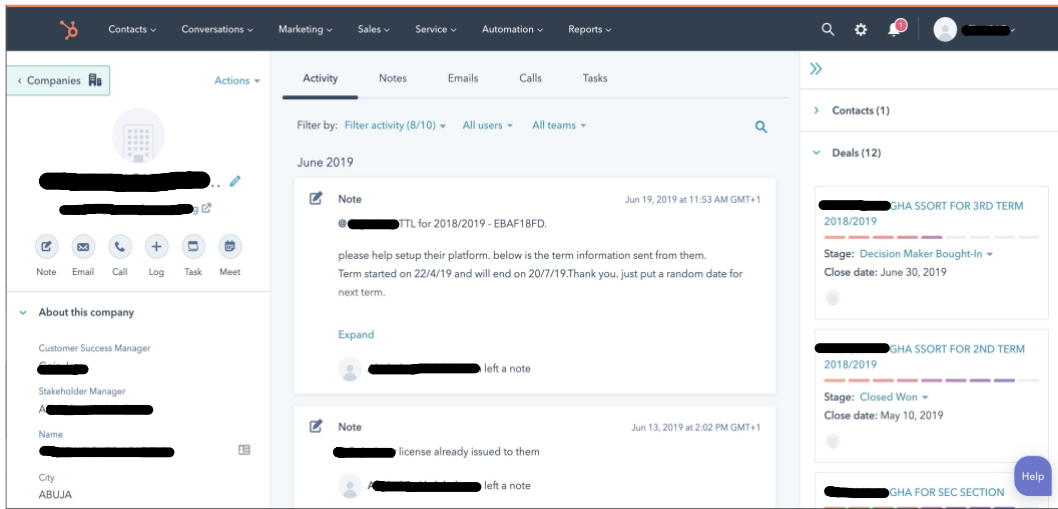 Contacts Conversations Marketing Sales Service Automation Reports 1
Companies
Actions
..
g
Note Email Call Log Task Meet
About this company
Customer Success Manager
Stakeholder Manager
A
Name
City
ABUJA
Activity Notes Emails Calls Tasks
Filter by: Filter activity (8/10) All users All teams
June 2019
Note Jun 19, 2019 at 11:53 AM GMT+1
@ TTL for 2018/2019 - EBAF18FD.
please help setup their platform. below is the term information sent from them.
Term started on 22/4/19 and will end on 20/7/19.Thank you. just put a random date for
next term.
Expand
left a note
Note Jun 13, 2019 at 2:02 PM GMT+1
license already issued to them
A left a note
Contacts (1)
Deals (12)
GHA SSORT FOR 3RD TERM
2018/2019
Stage: Decision Maker Bought-In
Close date: June 30, 2019
GHA SSORT FOR 2ND TERM
2018/2019
Stage: Closed Won
Close date: May 10, 2019
GHA FOR SEC SECTION
Help